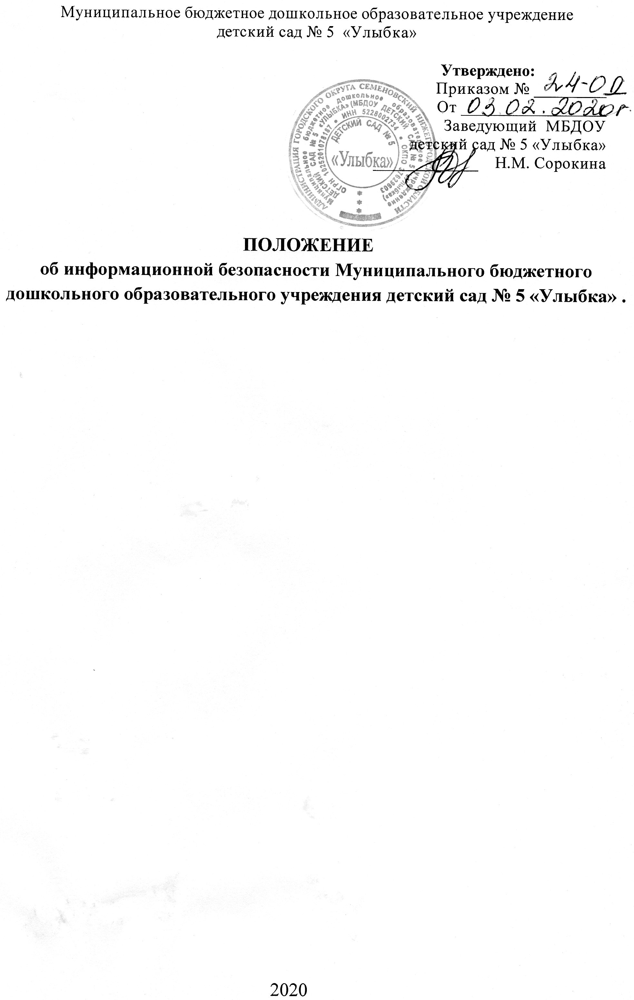 Муниципальное бюджетное дошкольное образовательное учреждение
детский сад № 5 «Улыбка»
Утверждено:
Приказом № 24-ОД
От 03 02. 2020г.
Заведующий МБДОУ
детский сад № 5 «Улыбка»
Н.М. Сорокина
АДМИНИСТРАЦИЯ ГОРОДСКОГО ОКРУГА СЕМЕНОВСКИЙ НИЖЕГОРОДСКОЙ ОБЛАСТИ
муниципальное бюджетное дошкольное образовательное учреждение
ДЕТСКИЙ САД № 5 «УЛЫБКА» (МБДОУ ДЕТСКИЙ САД № 5 «Улыбка»)
ОГРН 1025201078187 • ИНН 5228002734 • ОКПО 37629603
ДЕТСКИЙ САД № 5
«Улыбка»
ПОЛОЖЕНИЕ
об информационной безопасности Муниципального бюджетного
дошкольного образовательного учреждения детский сад № 5 «Улыбка» .
2020